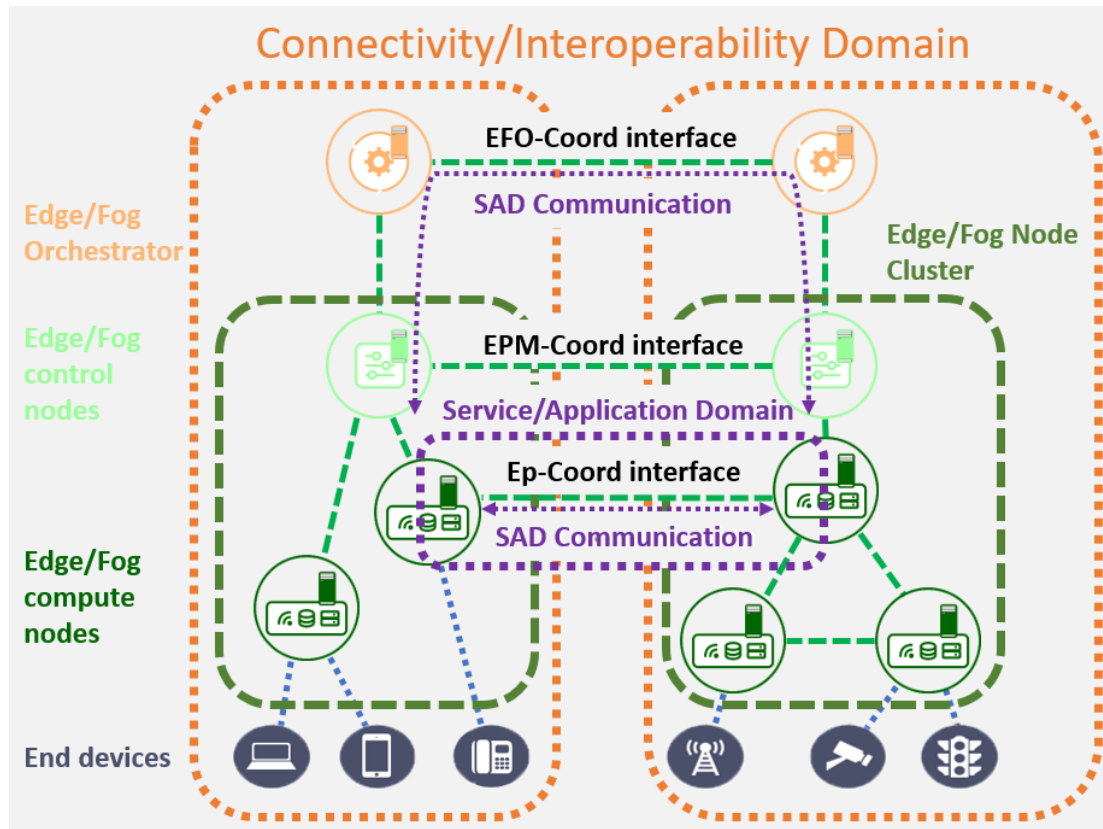 Connectivity/Interoperability Domain
EFO-Coord interface
SAD Communication
Edge/Fog
Orchestrator
Edge/Fog Node
Cluster
Edge/Fog
control
nodes
EPM-Coord interface
Service/Application Domain
Ep-Coord interface
SAD Communication
Edge/Fog
compute
nodes
End devices